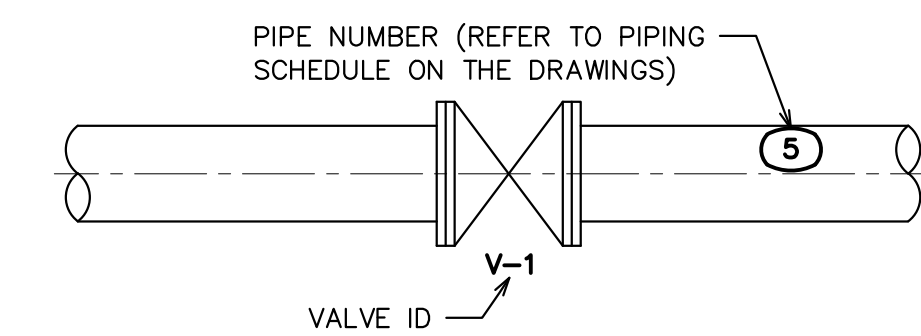 PIPE NUMBER (REFER TO PIPING
SCHEDULE ON THE DRAWINGS)
5
V-1
VALVE ID